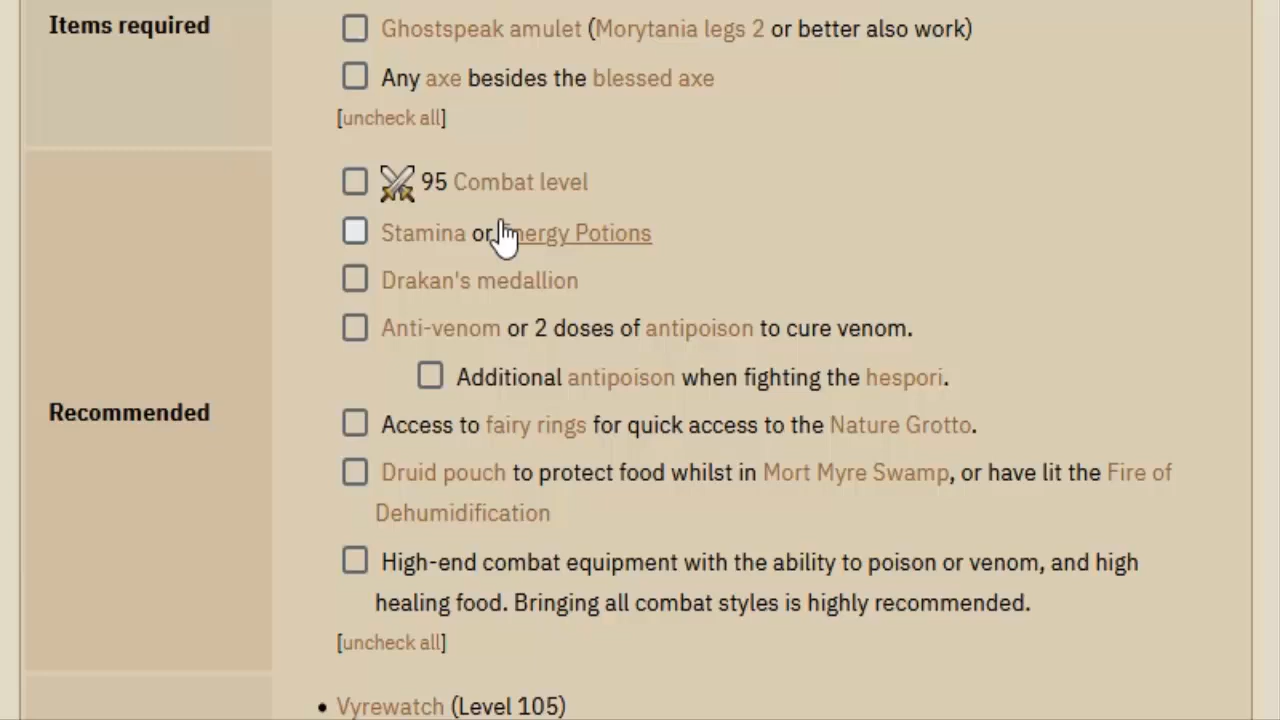 Items required
Ghostspeak amulet (Morytania legs 2 or better also work)
Any axe besides the blessed axe
[uncheck all]
95 Combat level
Stamina or Energy Potions
Drakan's medallion
Anti-venom or 2 doses of antipoison to cure venom.
Additional antipoison when fighting the hespori.
Recommended
Access to fairy rings for quick access to the Nature Grotto.
Druid pouch to protect food whilst in Mort Myre Swamp, or have lit the Fire of
Dehumidification
High-end combat equipment with the ability to poison or venom, and high
healing food. Bringing all combat styles is highly recommended.
[uncheck all]
• Vyrewatch (Level 105)